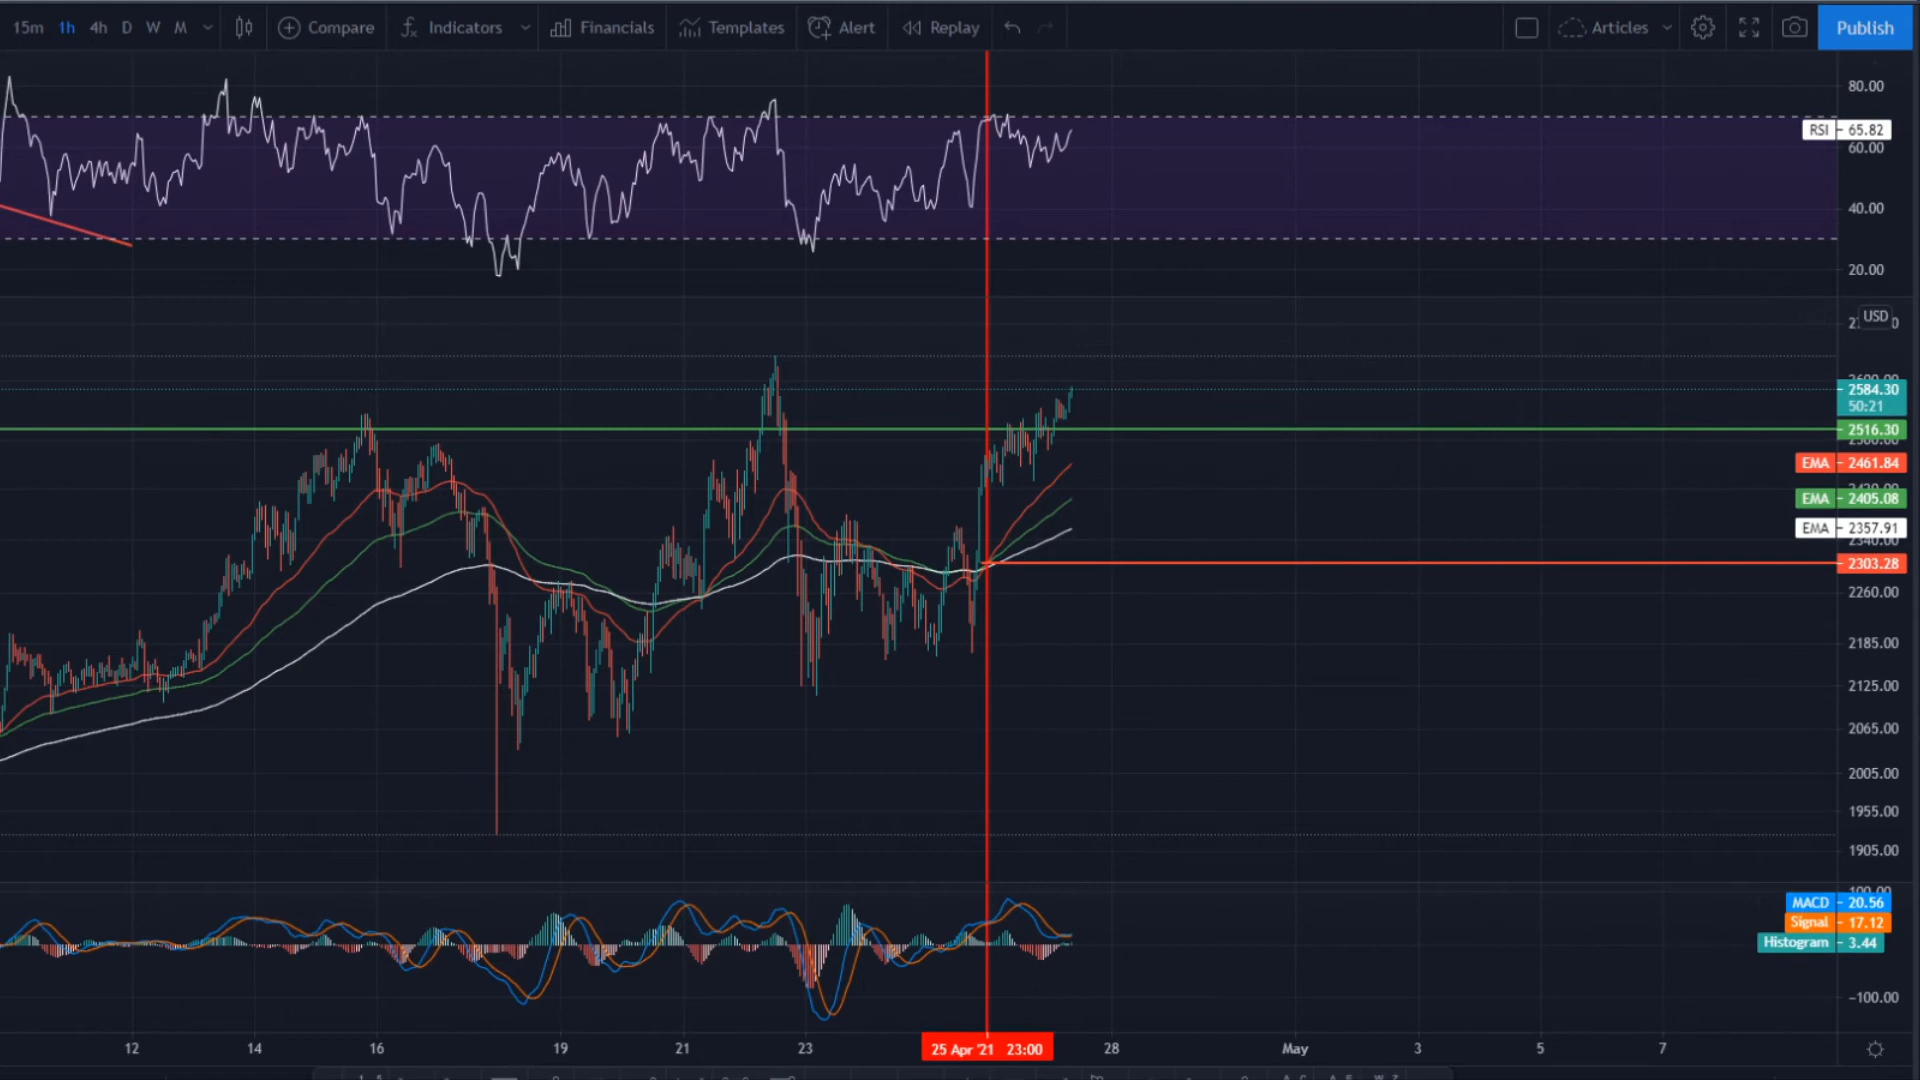 15m 1h 4h D W M Compare Indicators Financials Templates Alert Replay Articles Publish
80.00
RSI 65.82
60.00
40.00
20.00
USD
2584.30
50:21
2516.30
EMA 2461.84
EMA 2405.08
EMA 2357.91
2340.00
2303.28
2260.00
2185.00
2125.00
2065.00
2005.00
1955.00
1905.00
100.00
MACD 20.56
Signal 17.12
Histogram 3.44
-100.00
12 14 16 19 21 23 25 Apr '21 23:00 28 May 3 5 7